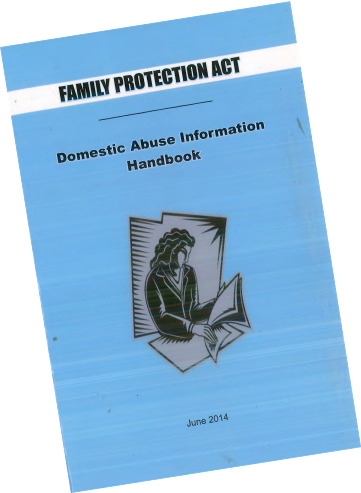 FAMILY PROTECTION ACT
Domestic Abuse Information
Handbook
June 2014